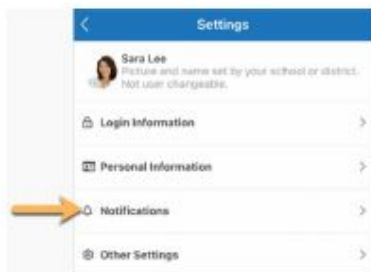 Settings
Sara Lee
Picture and name set by your school or district.
Not user changeable.
Login Information
Personal Information
Notifications
Other Settings